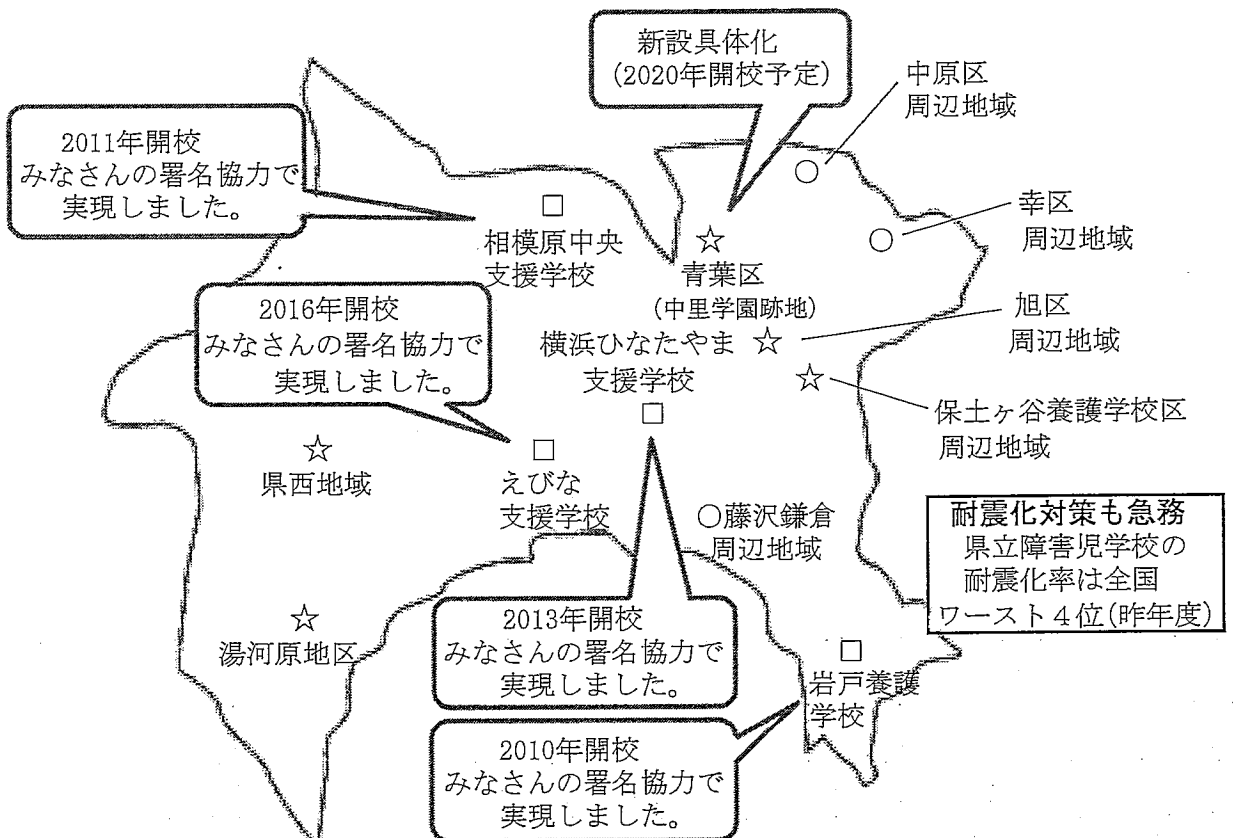 新設具体化
(2020年開校予定)
中原区
周辺地域
2011年開校
みなさんの署名協力で
実現しました。
□
相模原中央
支援学校
☆
青葉区
(中里学園跡地)
○
○
幸区
周辺地域
2016年開校
みなさんの署名協力で
実現しました。
横浜ひなたやま ☆
支援学校
□
旭区
周辺地域
☆
保土ヶ谷養護学校区
周辺地域
☆
県西地域
□
えびな
支援学校
○藤沢鎌倉
周辺地域
耐震化対策も急務
県立障害児学校の
耐震化率は全国
ワースト4位(昨年度)
☆
湯河原地区
2013年開校
みなさんの署名協力で
実現しました。
□
岩戸養護
学校
2010年開校
みなさんの署名協力で
実現しました。